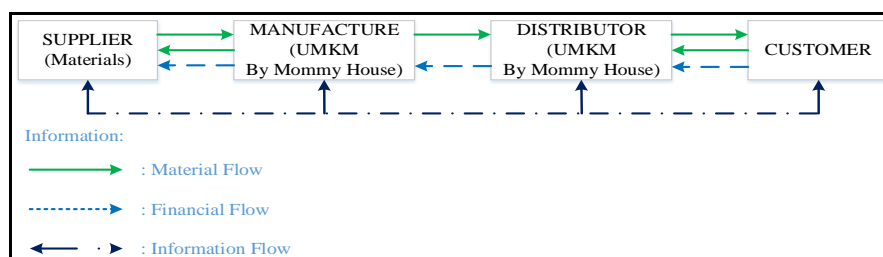 SUPPLIER
(Materials)
MANUFACTURE
(UMKM
By Mommy House)
DISTRIBUTOR
(UMKM
By Mommy House)
CUSTOMER
Information:
: Material Flow
: Financial Flow
: Information Flow